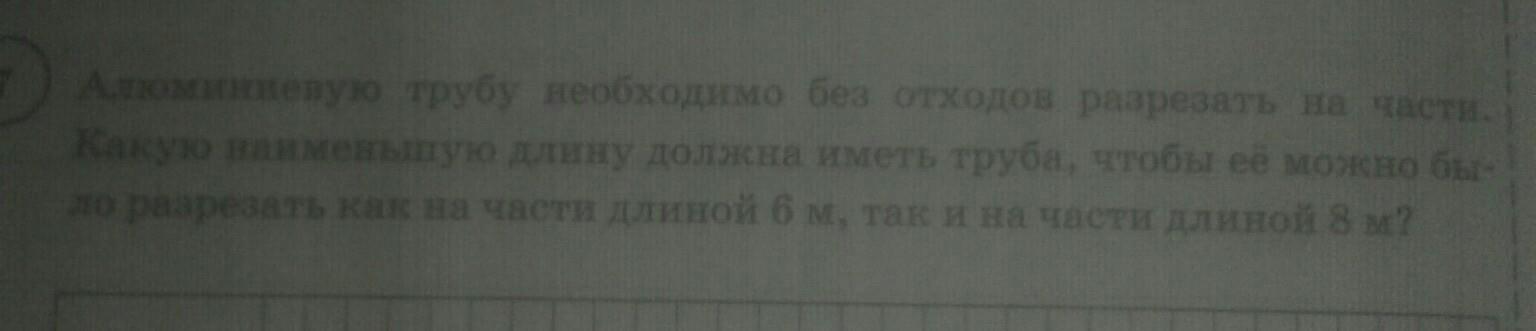 7
Алюминиевую трубу необходимо без отходов разрезать на части.
Какую наименьшую длину должна иметь труба, чтобы её можно бы-
ло разрезать как на части длиной 6 м, так и на части длиной 8 м?